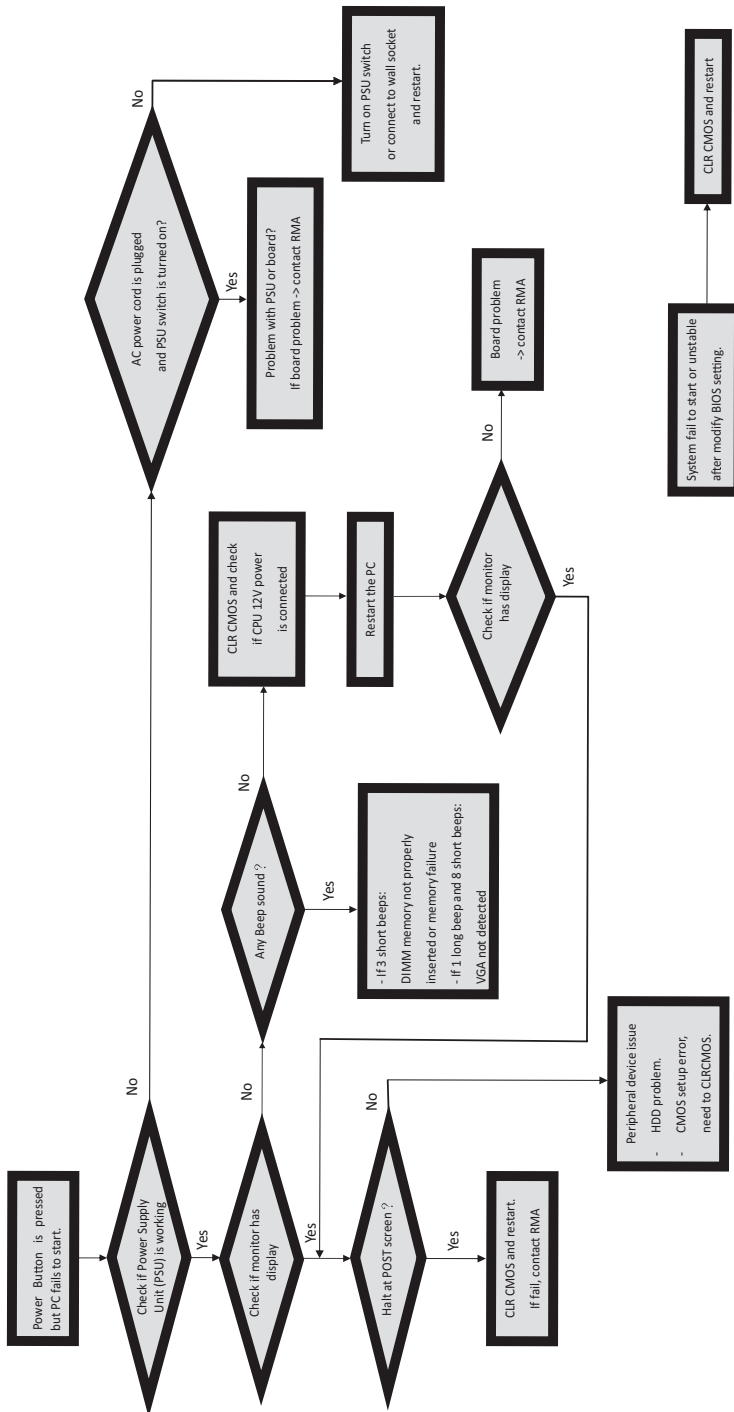 Power Button is pressed
but PC fails to start.
Check if Power Supply
Unit (PSU) is working
No
Yes
AC power cord is plugged
and PSU switch is turned on?
No
Yes
Turn on PSU switch
or connect to wall socket
and restart.
Problem with PSU or board?
If board problem -> contact RMA
Check if monitor has
display
No
Yes
Any Beep sound ?
No
Yes
CLR CMOS and check
if CPU 12V power
is connected
Restart the PC
Check if monitor
has display
No
Yes
Board problem
-> contact RMA
- If 3 short beeps:
DIMM memory not properly
inserted or memory failure
- If 1 long beep and 8 short beeps:
VGA not detected
Halt at POST screen ?
No
Yes
CLR CMOS and restart.
If fail, contact RMA
Peripheral device issue
- HDD problem.
- CMOS setup error,
need to CLRCMOS.
System fail to start or unstable
after modify BIOS setting.
CLR CMOS and restart